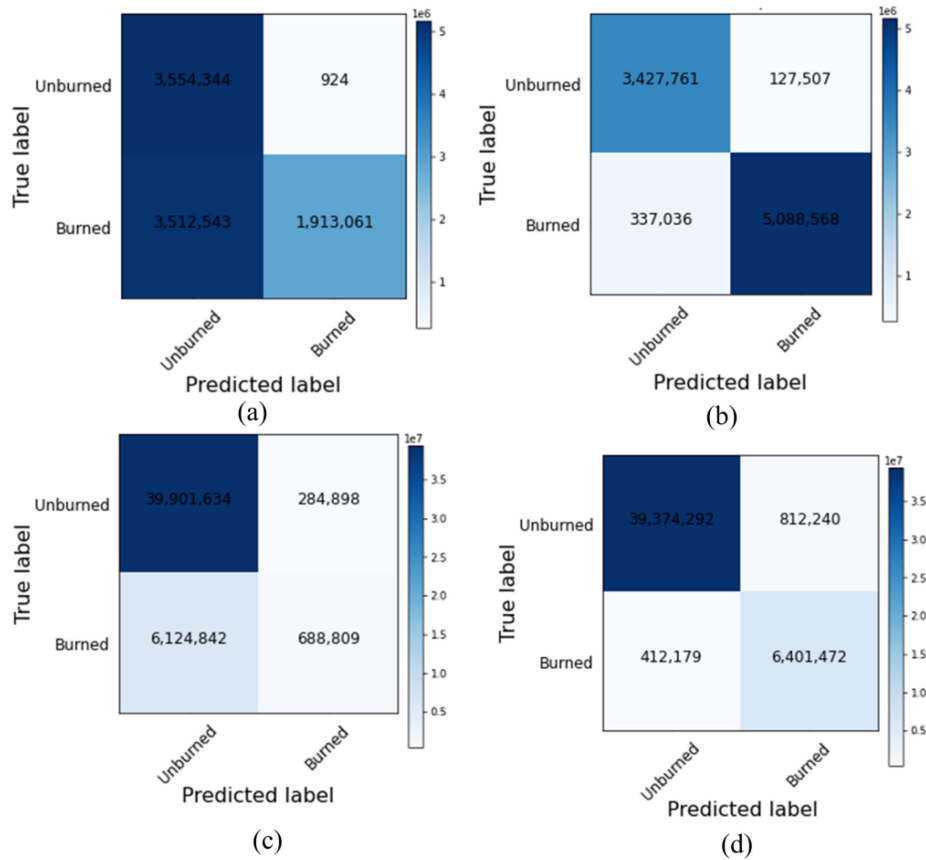 1e6
Unburned 3,554,344 924
Burned 3,512,543 1,913,061
True label
5
4
3
2
1
Unburned Burned
Predicted label
(a)
1e6
Unburned 3,427,761 127,507
Burned 337,036 5,088,568
True label
5
4
3
2
1
Unburned Burned
Predicted label
(b)
1e7
Unburned 39,901,634 284,898
Burned 6,124,842 688,809
True label
3.5
3.0
2.5
2.0
1.5
1.0
0.5
Unburned Burned
Predicted label
(c)
1e7
Unburned 39,374,292 812,240
Burned 412,179 6,401,472
True label
3.5
3.0
2.5
2.0
1.5
1.0
0.5
Unburned Burned
Predicted label
(d)